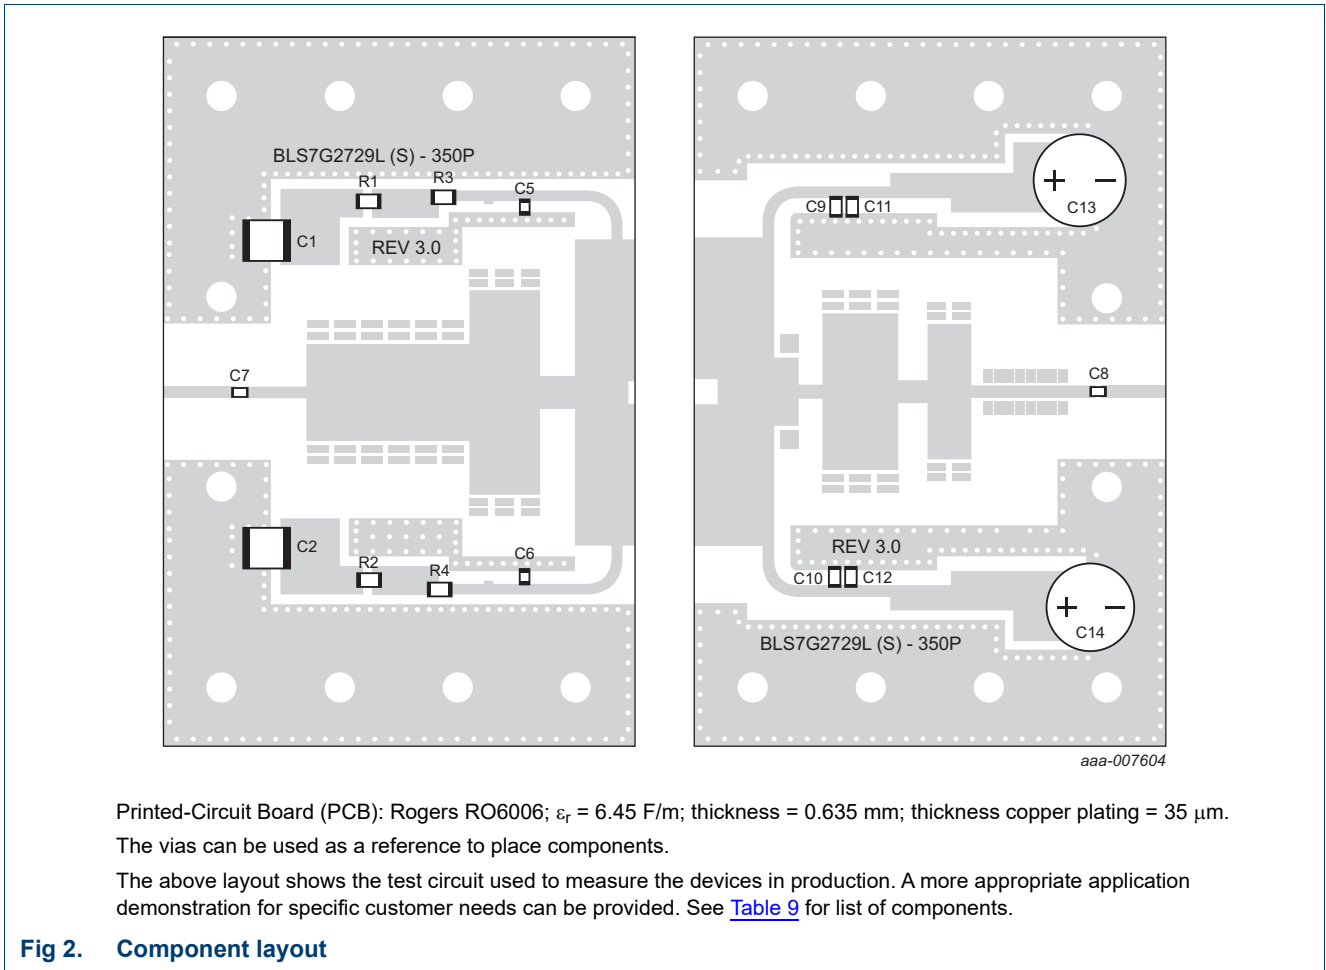 BLS7G2729L (S) - 350P
R1
R3
C5
C1
REV 3.0
C7
C2
R2
R4
C6
C9
C11
+ −
C13
C8
REV 3.0
C10
C12
+ −
C14
BLS7G2729L (S) - 350P
aaa-007604
Printed-Circuit Board (PCB): Rogers RO6006; εr = 6.45 F/m; thickness = 0.635 mm; thickness copper plating = 35 μm.
The vias can be used as a reference to place components.
The above layout shows the test circuit used to measure the devices in production. A more appropriate application
demonstration for specific customer needs can be provided. See Table 9 for list of components.
Fig 2. Component layout